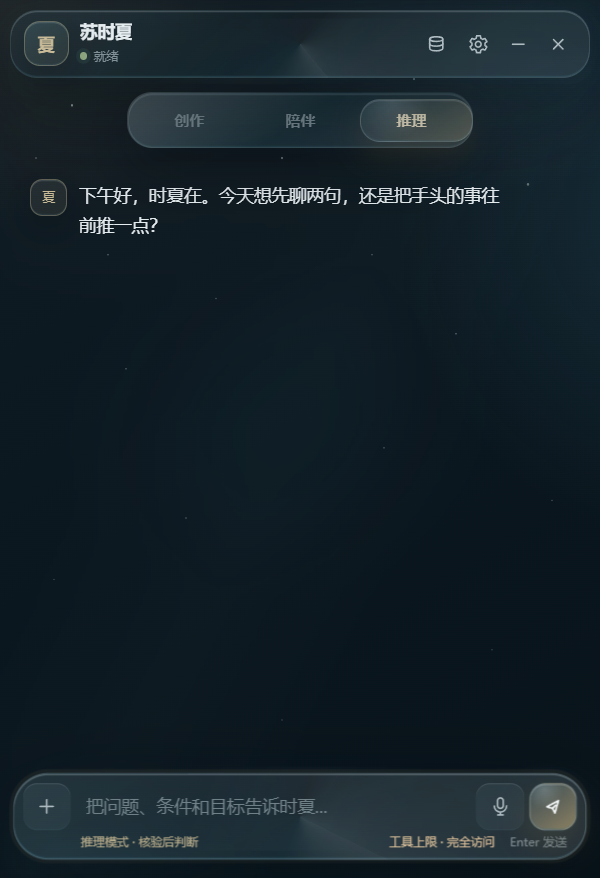 夏
苏时夏
就绪
创作
陪伴
推理
夏
下午好，时夏在。今天想先聊两句，还是把手头的事往
前推一点？
把问题、条件和目标告诉时夏...
推理模式 · 核验后判断
工具上限 · 完全访问
Enter 发送